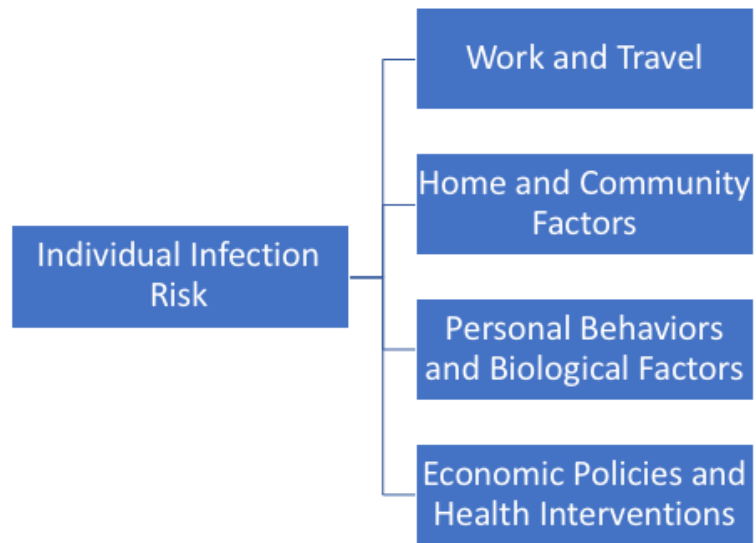 Work and Travel
Home and Community
Factors
Individual Infection
Risk
Personal Behaviors
and Biological Factors
Economic Policies and
Health Interventions